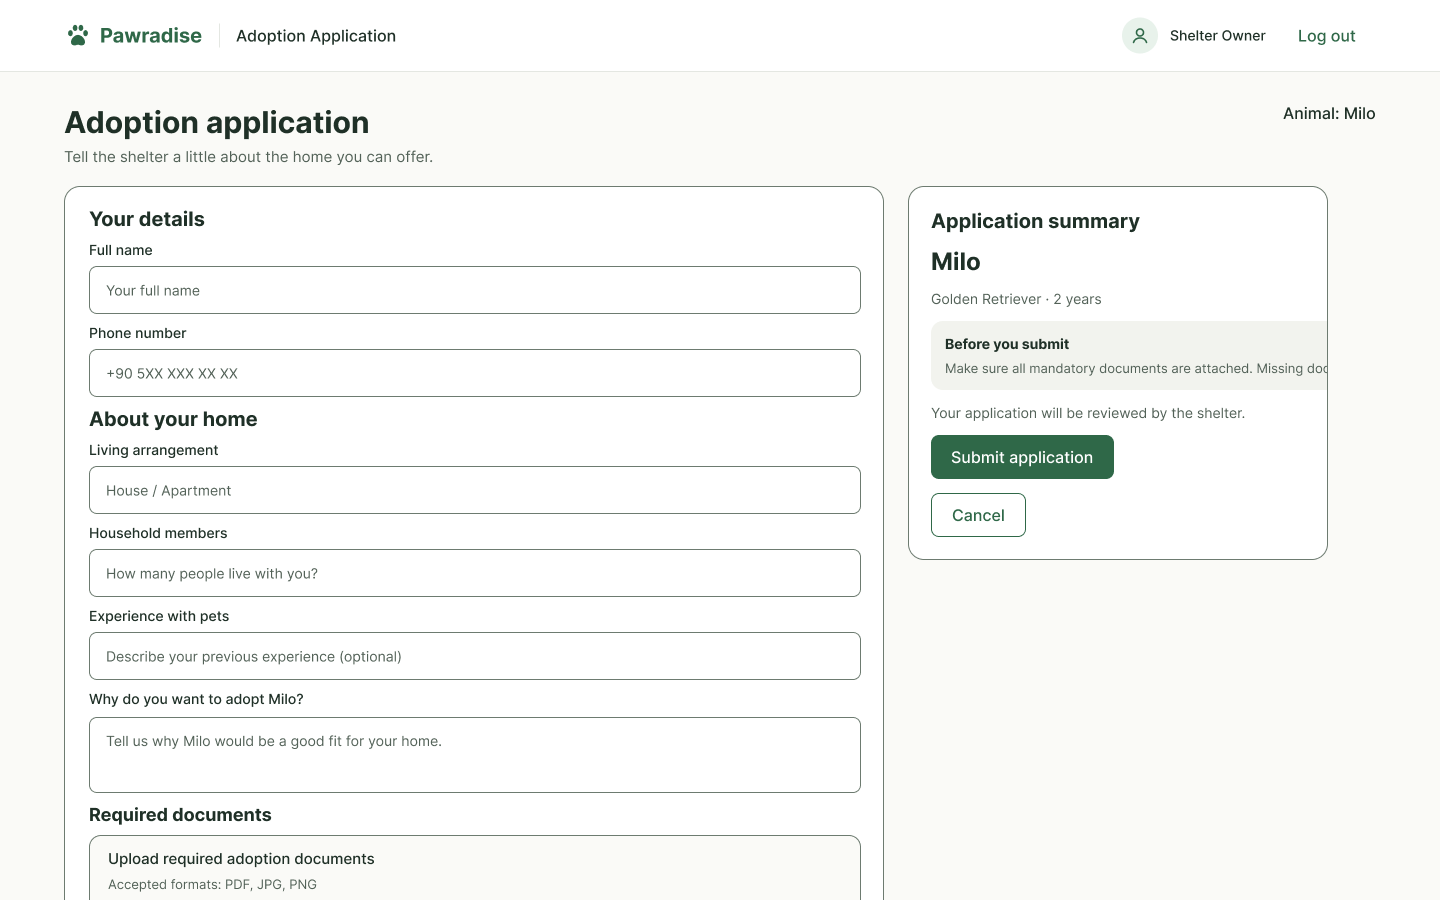 Pawradise
Adoption Application
Shelter Owner
Log out
Adoption application
Animal: Milo
Tell the shelter a little about the home you can offer.
Your details
Full name
Your full name
Phone number
+90 5XX XXX XX XX
About your home
Living arrangement
House / Apartment
Household members
How many people live with you?
Experience with pets
Describe your previous experience (optional)
Why do you want to adopt Milo?
Tell us why Milo would be a good fit for your home.
Required documents
Upload required adoption documents
Accepted formats: PDF, JPG, PNG
Application summary
Milo
Golden Retriever · 2 years
Before you submit
Make sure all mandatory documents are attached. Missing
Your application will be reviewed by the shelter.
Submit application
Cancel